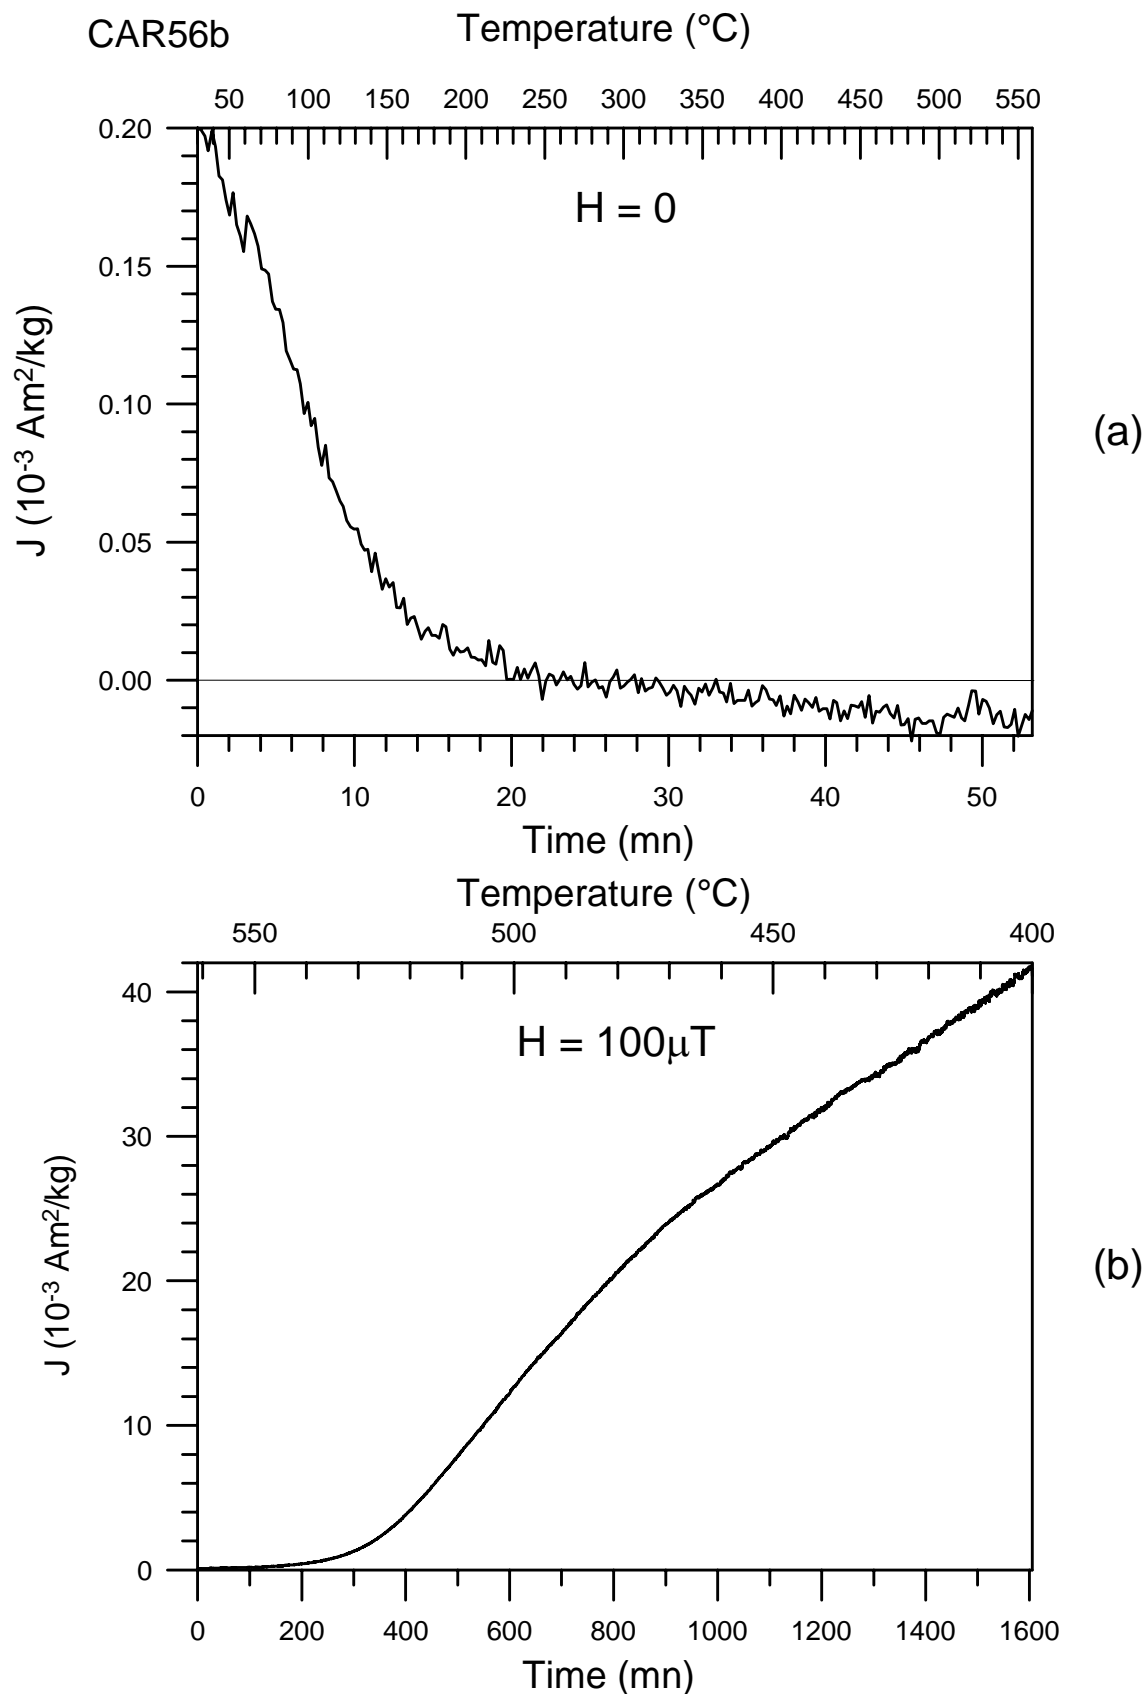 CAR56b
Temperature (°C)
50 100 150 200 250 300 350 400 450 500 550
0.20
0.15
0.10
0.05
0.00
J (10⁻³ Am²/kg)
H = 0
(a)
0 10 20 30 40 50
Time (mn)
Temperature (°C)
550 500 450 400
40
30
20
10
0
J (10⁻³ Am²/kg)
H = 100μT
(b)
0 200 400 600 800 1000 1200 1400 1600
Time (mn)